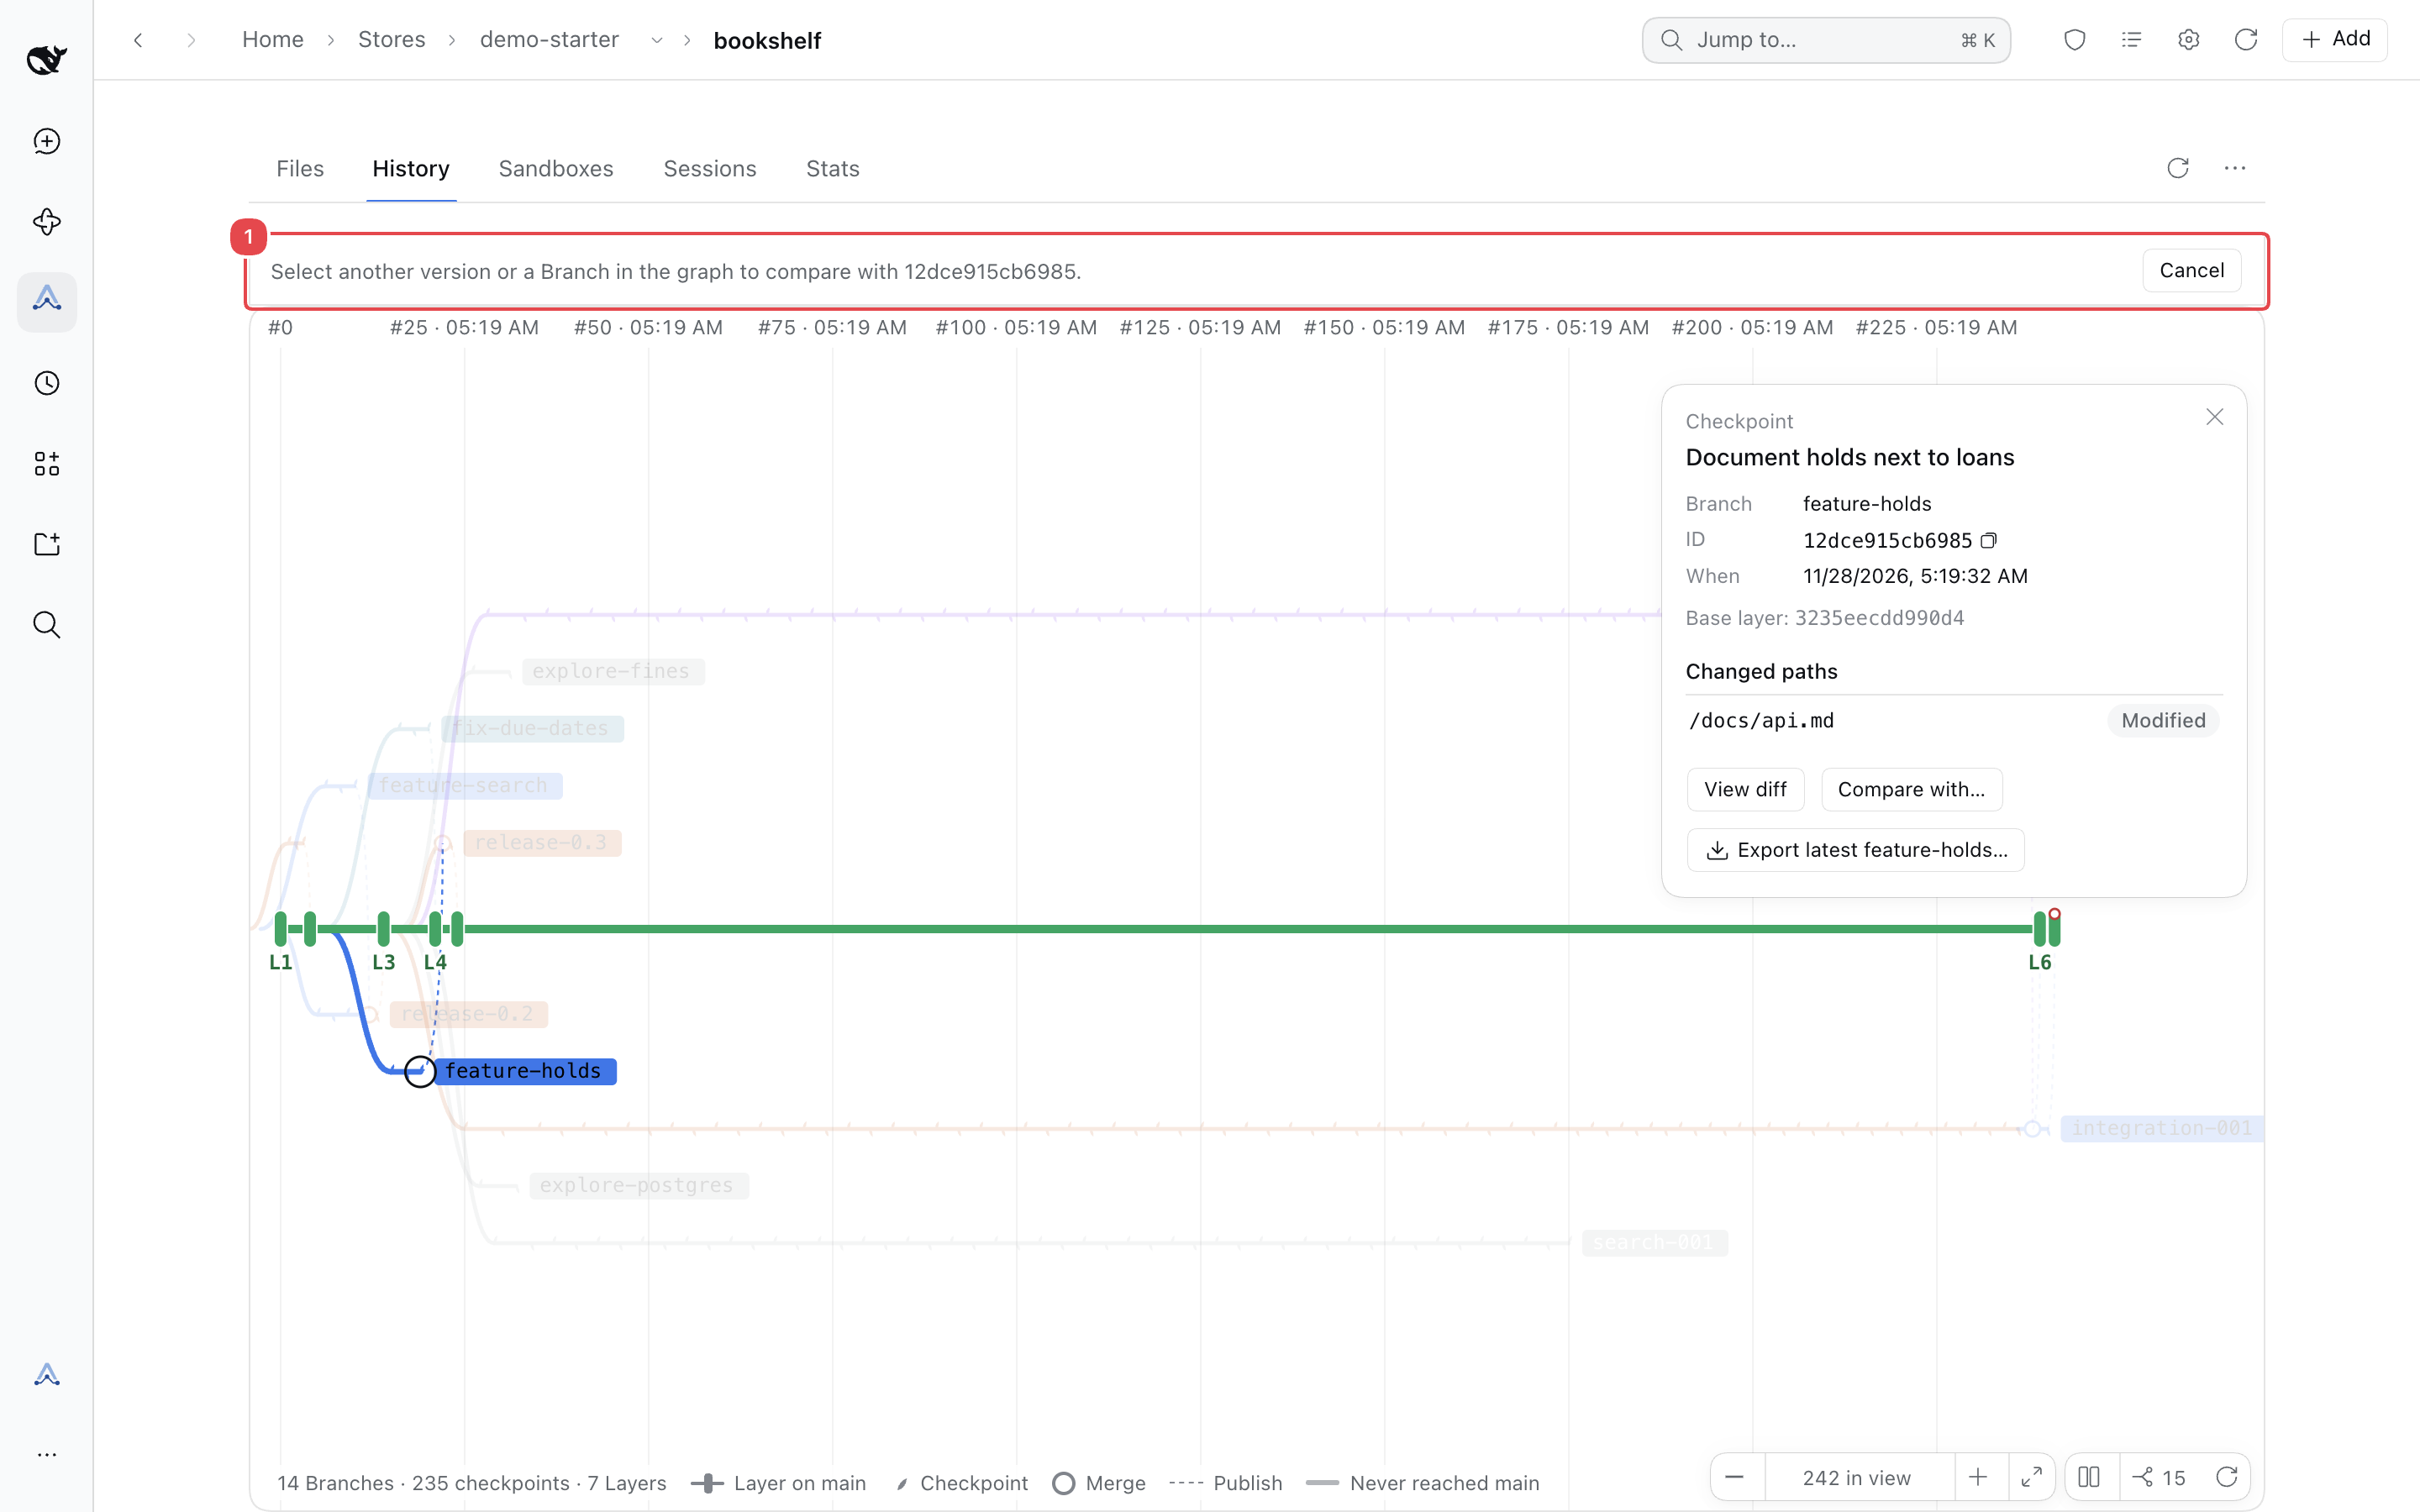 Home
Stores
demo-starter
bookshelf
Jump to...
⌘ K
Add
Files
History
Sandboxes
Sessions
Stats
1
Select another version or a Branch in the graph to compare with 12dce915cb6985.
Cancel
#0
#25 · 05:19 AM
#50 · 05:19 AM
#75 · 05:19 AM
#100 · 05:19 AM
#125 · 05:19 AM
#150 · 05:19 AM
#175 · 05:19 AM
#200 · 05:19 AM
#225 · 05:19 AM
Checkpoint
Document holds next to loans
Branch feature-holds
ID 12dce915cb6985
When 11/28/2026, 5:19:32 AM
Base layer: 3235eecdd990d4
Changed paths
/docs/api.md Modified
View diff
Compare with...
Export latest feature-holds...
explore-fines
fix-due-dates
feature-search
release-0.3
L1
L3
L4
L6
release-0.2
feature-holds
integration-001
explore-postgres
search-001
14 Branches · 235 checkpoints · 7 Layers
Layer on main
Checkpoint
Merge
Publish
Never reached main
242 in view
15